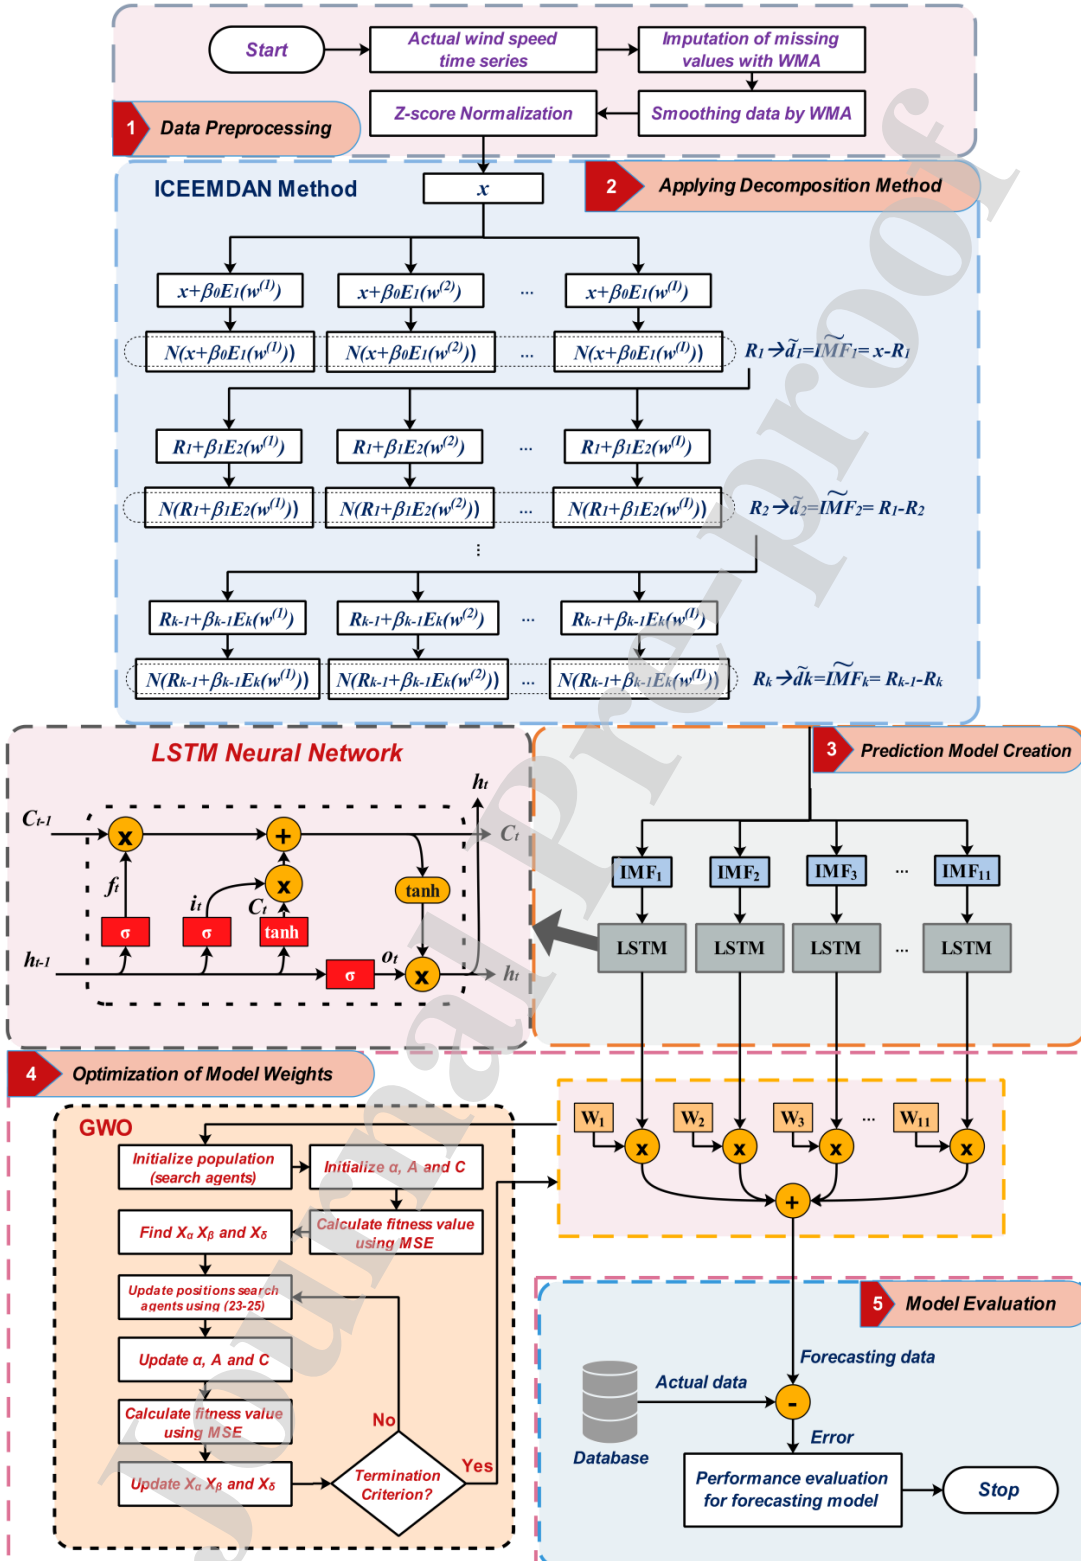 Start
Actual wind speed
time series
Imputation of missing
values with WMA
Z-score Normalization
Smoothing data by WMA
1 Data Preprocessing
ICEEMDAN Method
2 Applying Decomposition Method
x
x+β₀E₁(w⁽¹⁾)
x+β₀E₁(w⁽²⁾)
...
x+β₀E₁(w⁽ᴵ⁾)
N(x+β₀E₁(w⁽¹⁾))
N(x+β₀E₁(w⁽²⁾))
...
N(x+β₀E₁(w⁽ᴵ⁾))
R₁→d̃₁=ĨMF₁= x-R₁
R₁+β₁E₂(w⁽¹⁾)
R₁+β₁E₂(w⁽²⁾)
...
R₁+β₁E₂(w⁽ᴵ⁾)
N(R₁+β₁E₂(w⁽¹⁾))
N(R₁+β₁E₂(w⁽²⁾))
...
N(R₁+β₁E₂(w⁽ᴵ⁾))
R₂→d̃₂=ĨMF₂= R₁-R₂
⋮
Rₖ₋₁+βₖ₋₁Eₖ(w⁽¹⁾)
Rₖ₋₁+βₖ₋₁Eₖ(w⁽²⁾)
...
Rₖ₋₁+βₖ₋₁Eₖ(w⁽ᴵ⁾)
N(Rₖ₋₁+βₖ₋₁Eₖ(w⁽¹⁾))
N(Rₖ₋₁+βₖ₋₁Eₖ(w⁽²⁾))
...
N(Rₖ₋₁+βₖ₋₁Eₖ(w⁽ᴵ⁾))
Rₖ→d̃k=ĨMFₖ= Rₖ₋₁-Rₖ
LSTM Neural Network
hₜ
Cₜ₋₁
x
+
Cₜ
fₜ
iₜ
x
Cₜ
tanh
σ
σ
tanh
hₜ₋₁
σ
oₜ
x
hₜ
3 Prediction Model Creation
IMF₁
IMF₂
IMF₃
...
IMF₁₁
LSTM
LSTM
LSTM
...
LSTM
4 Optimization of Model Weights
W₁
W₂
W₃
...
W₁₁
x
x
x
x
+
GWO
Initialize population
(search agents)
Initialize α, A and C
Find Xα Xβ and Xδ
Calculate fitness value
using MSE
Update positions search
agents using (23-25)
Update α, A and C
Calculate fitness value
using MSE
Update Xα Xβ and Xδ
Termination
Criterion?
No
Yes
5 Model Evaluation
Forecasting data
Actual data
-
Database
Error
Performance evaluation
for forecasting model
Stop
Journal Pre-proof